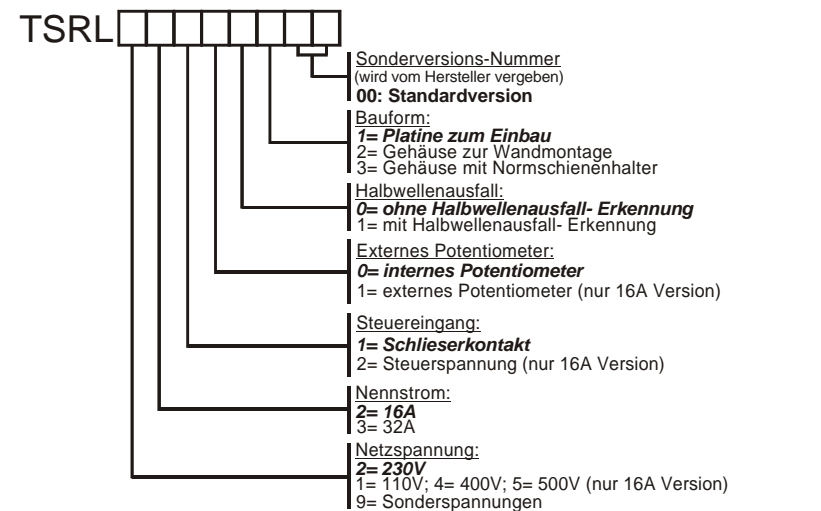 TSRL
Sonderversions-Nummer
(wird vom Hersteller vergeben)
00: Standardversion
Bauform:
1= Platine zum Einbau
2= Gehäuse zur Wandmontage
3= Gehäuse mit Normschienenhalter
Halbwellenausfall:
0= ohne Halbwellenausfall- Erkennung
1= mit Halbwellenausfall- Erkennung
Externes Potentiometer:
0= internes Potentiometer
1= externes Potentiometer (nur 16A Version)
Steuereingang:
1= Schlieserkontakt
2= Steuerspannung (nur 16A Version)
Nennstrom:
2= 16A
3= 32A
Netzspannung:
2= 230V
1= 110V; 4= 400V; 5= 500V (nur 16A Version)
9= Sonderspannungen